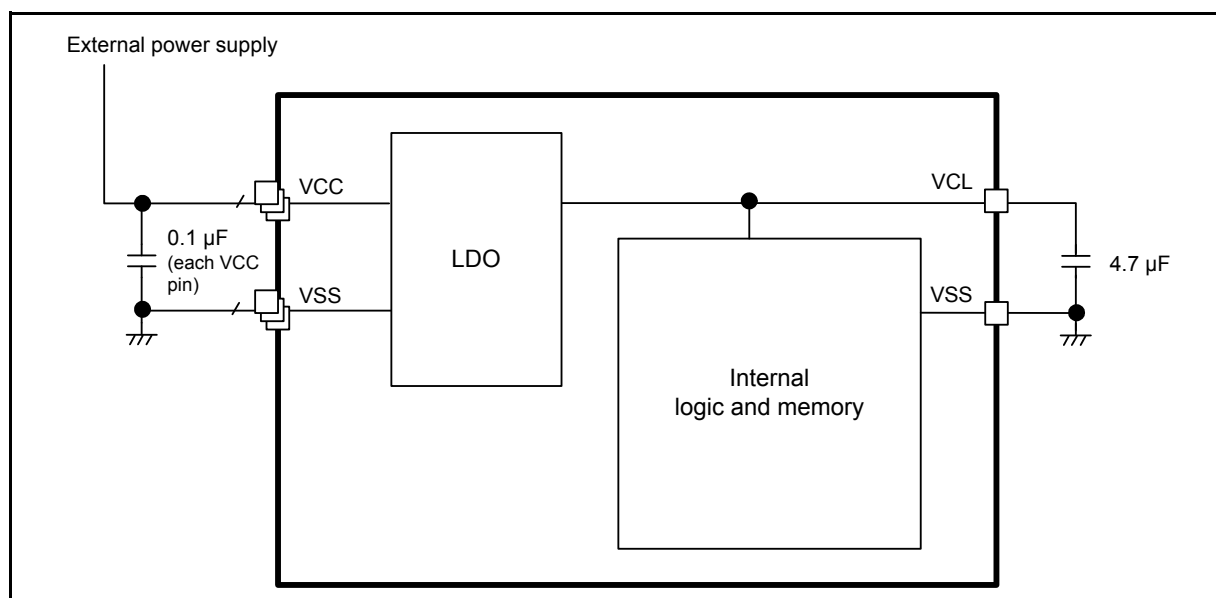 External power supply
VCC
VCL
0.1 µF
(each VCC
pin)
LDO
4.7 µF
VSS
VSS
Internal
logic and memory